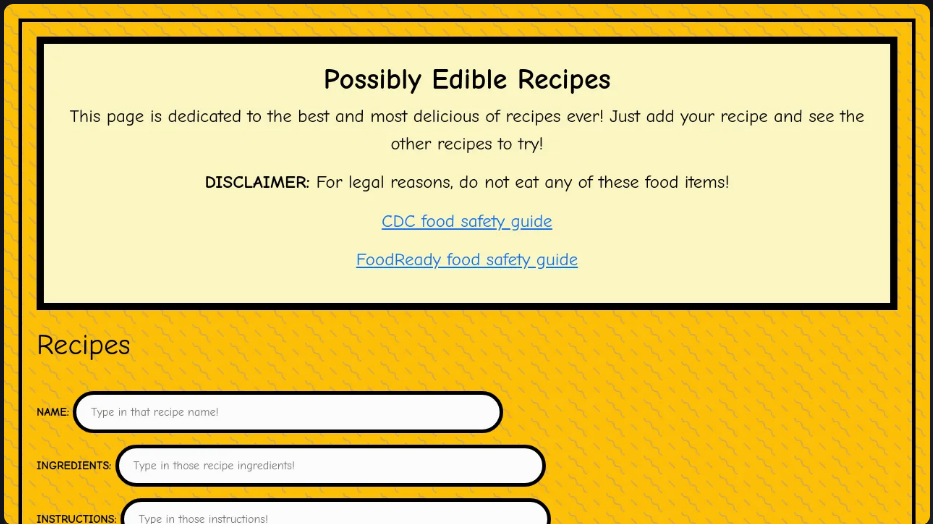 Possibly Edible Recipes
This page is dedicated to the best and most delicious of recipes ever! Just add your recipe and see the
other recipes to try!
DISCLAIMER: For legal reasons, do not eat any of these food items!
CDC food safety guide
FoodReady food safety guide
Recipes
NAME: Type in that recipe name!
INGREDIENTS: Type in those recipe ingredients!
INSTRUCTIONS: Type in those instructions!